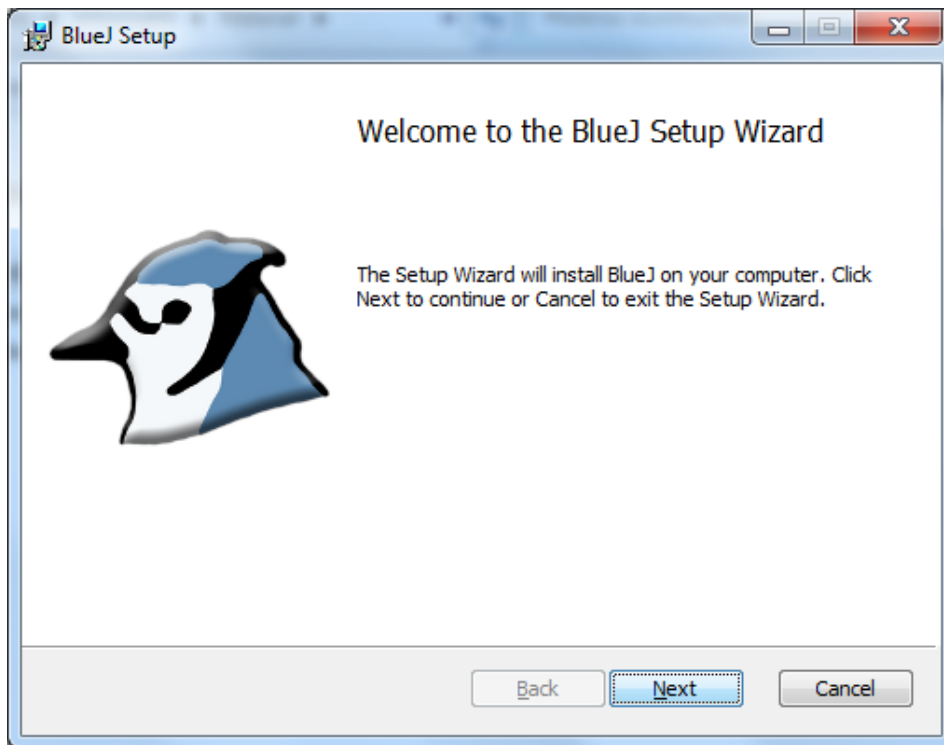 BlueJ Setup
Welcome to the BlueJ Setup Wizard
The Setup Wizard will install BlueJ on your computer. Click
Next to continue or Cancel to exit the Setup Wizard.
Back
Next
Cancel